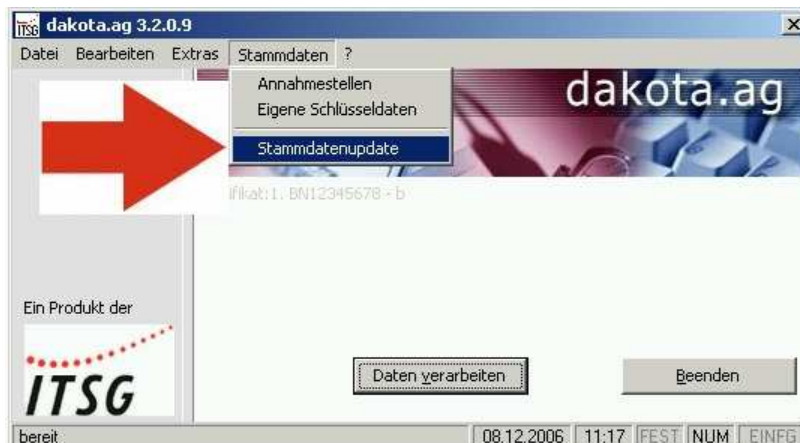 ITSG dakota.ag 3.2.0.9
Datei Bearbeiten Extras Stammdaten ?
Annahmestellen
Eigene Schlüsseldaten
Stammdatenupdate
dakota.ag
ifikat:1. BN12345678 - b
Ein Produkt der
ITSG
Daten verarbeiten
Beenden
bereit
08.12.2006 11:17 FEST NUM EINFG